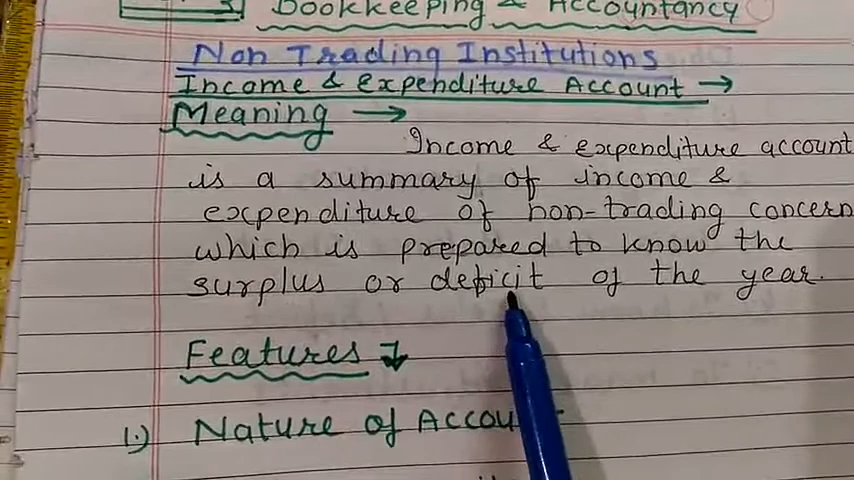 Bookkeeping & Accountancy
Non Trading Institutions
Income & Expenditure Account →
Meaning →
Income & expenditure account
is a summary of income &
expenditure of non-trading concern
which is prepared to know the
surplus or deficit of the year.
Features ↓
1.) Nature of Account